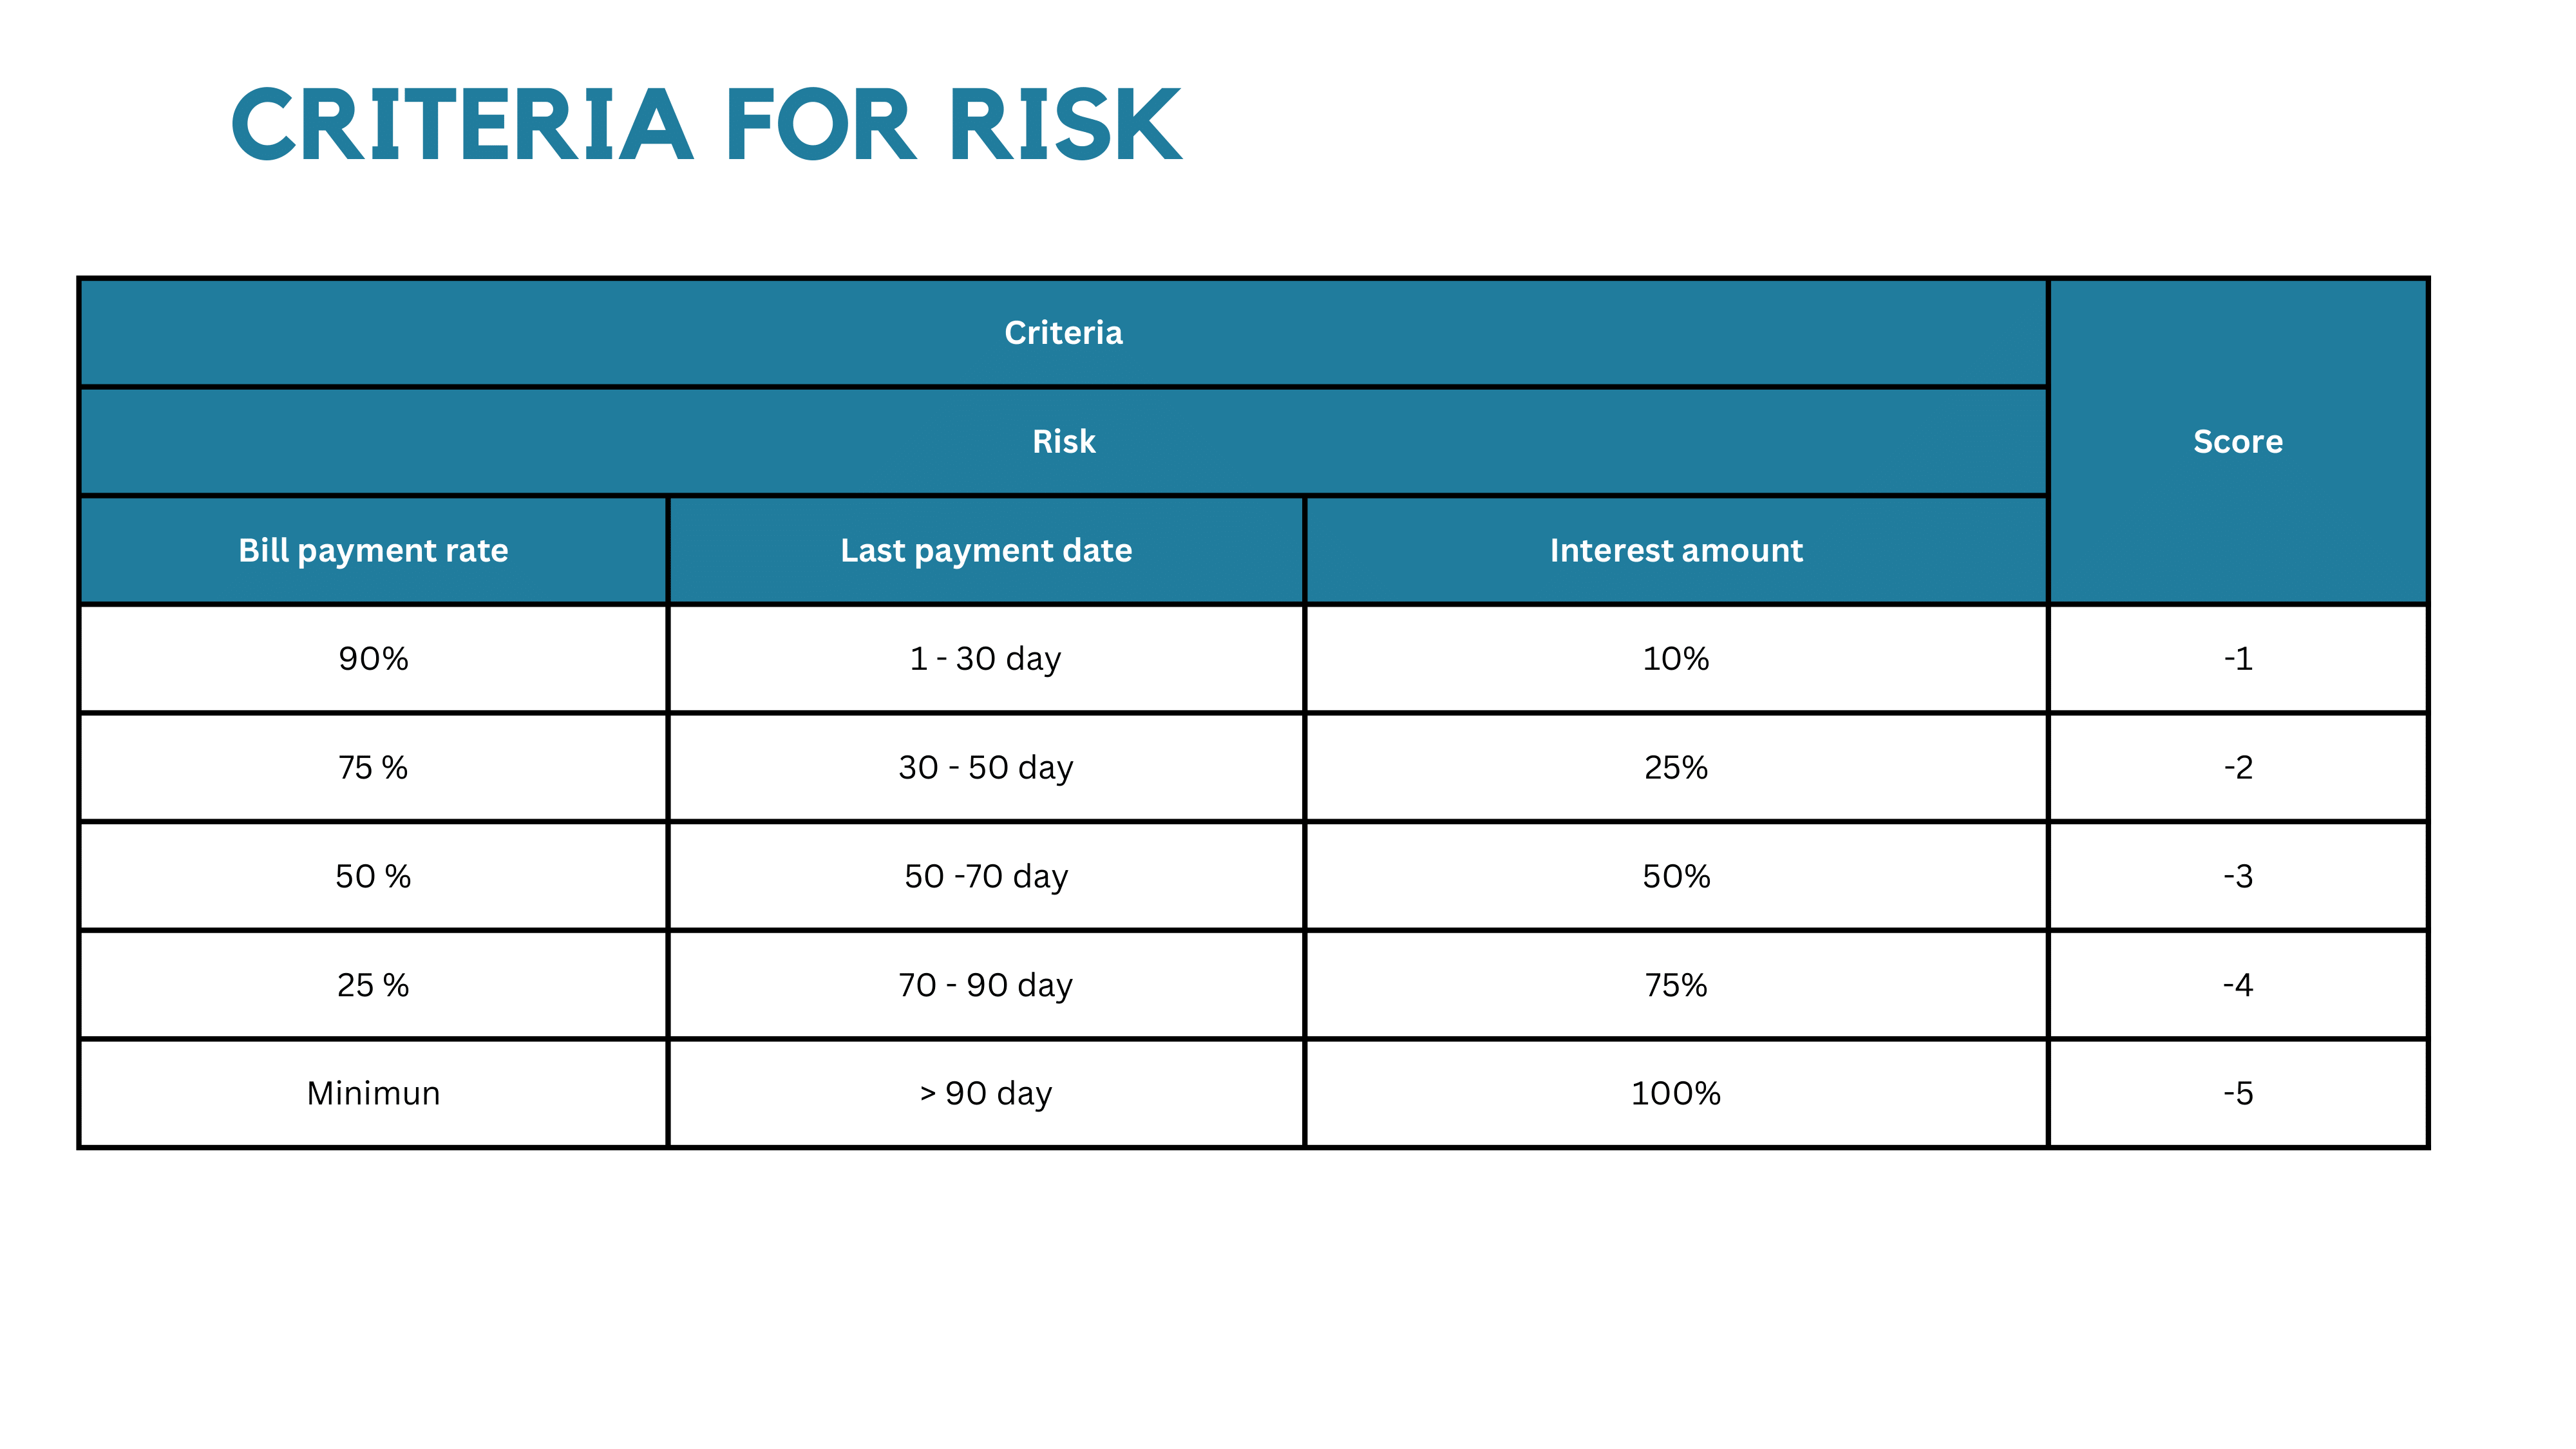 CRITERIA FOR RISK
Criteria
Score
Risk
Bill payment rate
Last payment date
Interest amount
90%
1 - 30 day
10%
-1
75 %
30 - 50 day
25%
-2
50 %
50 -70 day
50%
-3
25 %
70 - 90 day
75%
-4
Minimun
> 90 day
100%
-5